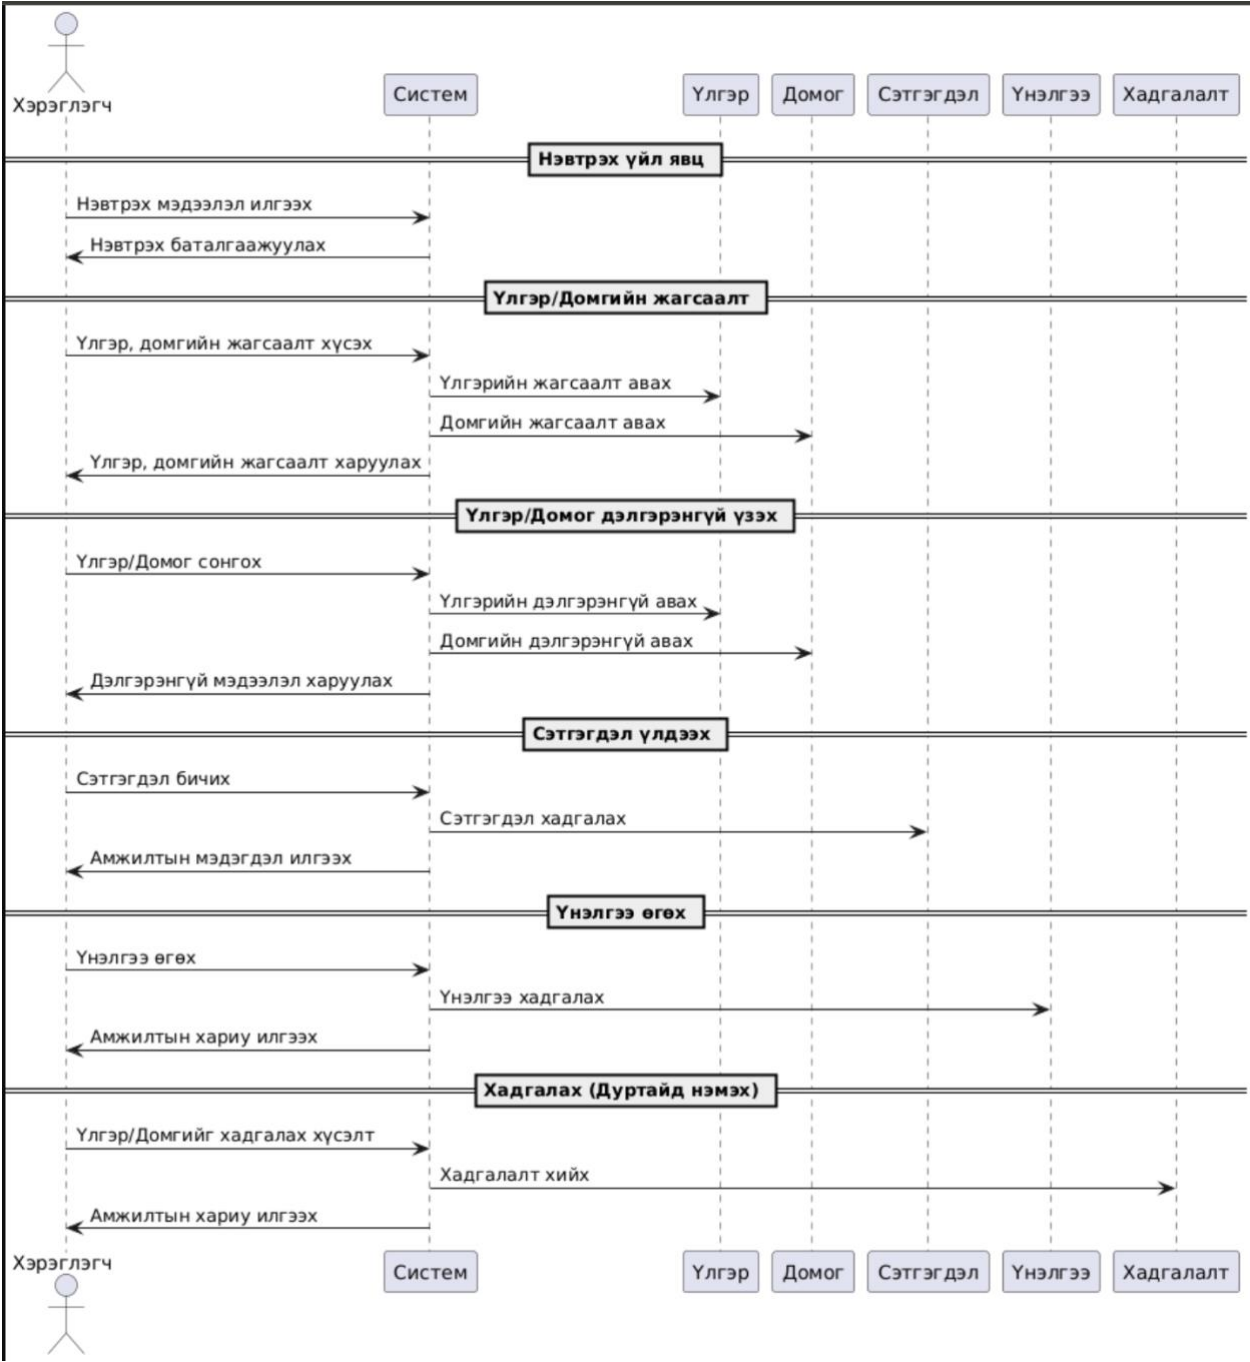 Хэрэглэгч
Систем
Үлгэр
Домог
Сэтгэгдэл
Үнэлгээ
Хадгалалт
Нэвтрэх үйл явц
Нэвтрэх мэдээлэл илгээх
Нэвтрэх баталгаажуулах
Үлгэр/Домгийн жагсаалт
Үлгэр, домгийн жагсаалт хүсэх
Үлгэрийн жагсаалт авах
Домгийн жагсаалт авах
Үлгэр, домгийн жагсаалт харуулах
Үлгэр/Домог дэлгэрэнгүй үзэх
Үлгэр/Домог сонгох
Үлгэрийн дэлгэрэнгүй авах
Домгийн дэлгэрэнгүй авах
Дэлгэрэнгүй мэдээлэл харуулах
Сэтгэгдэл үлдээх
Сэтгэгдэл бичих
Сэтгэгдэл хадгалах
Амжилтын мэдэгдэл илгээх
Үнэлгээ өгөх
Үнэлгээ өгөх
Үнэлгээ хадгалах
Амжилтын хариу илгээх
Хадгалах (Дуртайд нэмэх)
Үлгэр/Домгийг хадгалах хүсэлт
Хадгалалт хийх
Амжилтын хариу илгээх
Хэрэглэгч
Систем
Үлгэр
Домог
Сэтгэгдэл
Үнэлгээ
Хадгалалт